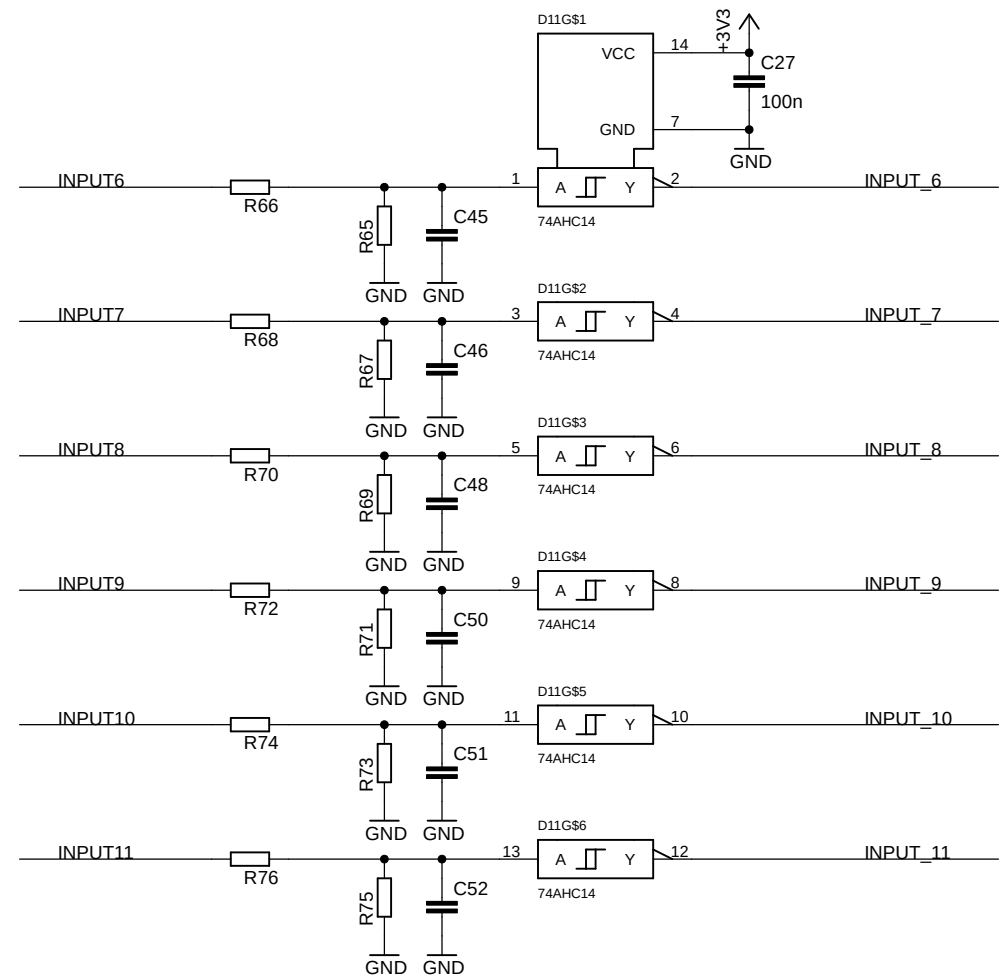 D11G$1
+3V3
VCC 14
C27
100n
GND 7
GND
INPUT6 1 A Y 2 INPUT_6
R66
R65
C45
74AHC14
GND GND
D11G$2
INPUT7 3 A Y 4 INPUT_7
R68
R67
C46
74AHC14
GND GND
D11G$3
INPUT8 5 A Y 6 INPUT_8
R70
R69
C48
74AHC14
GND GND
D11G$4
INPUT9 9 A Y 8 INPUT_9
R72
R71
C50
74AHC14
GND GND
D11G$5
INPUT10 11 A Y 10 INPUT_10
R74
R73
C51
74AHC14
GND GND
D11G$6
INPUT11 13 A Y 12 INPUT_11
R76
R75
C52
74AHC14
GND GND